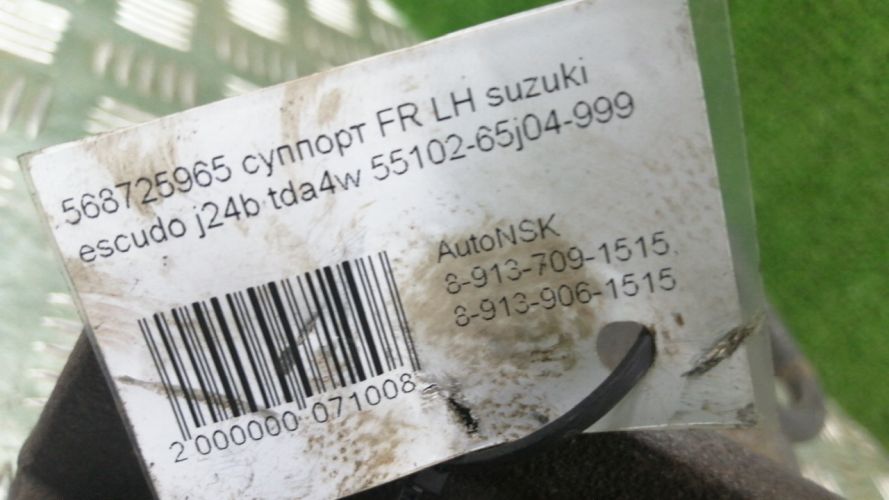 568725965 суппорт FR LH suzuki
escudo j24b tda4w 55102-65j04-999
AutoNSK
8-913-709-1515
8-913-906-1515
2 000000 071008